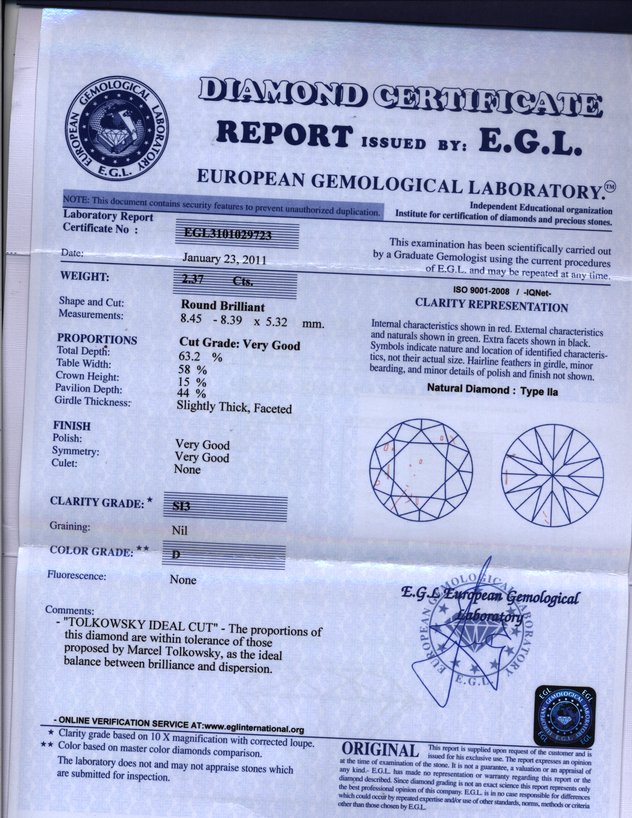 EUROPEAN GEMOLOGICAL LABORATORY
E.G.L.
DIAMOND CERTIFICATE
REPORT ISSUED BY: E.G.L.
EUROPEAN GEMOLOGICAL LABORATORY.™
NOTE: This document contains security features to prevent unauthorized duplication.
Independent Educational organization
Institute for certification of diamonds and precious stones.
Laboratory Report
Certificate No : EGL3101029723
Date: January 23, 2011
This examination has been scientifically carried out
by a Graduate Gemologist using the current procedures
of E.G.L. and may be repeated at any time.
WEIGHT: 2.37 Cts.
Shape and Cut: Round Brilliant
Measurements: 8.45 - 8.39 x 5.32 mm.
PROPORTIONS Cut Grade: Very Good
Total Depth: 63.2 %
Table Width: 58 %
Crown Height: 15 %
Pavilion Depth: 44 %
Girdle Thickness: Slightly Thick, Faceted
FINISH
Polish: Very Good
Symmetry: Very Good
Culet: None
CLARITY GRADE: * SI3
Graining: Nil
COLOR GRADE: ** D
Fluorescence: None
Comments:
- "TOLKOWSKY IDEAL CUT" - The proportions of
this diamond are within tolerance of those
proposed by Marcel Tolkowsky, as the ideal
balance between brilliance and dispersion.
ISO 9001-2008 / -IQNet-
CLARITY REPRESENTATION
Internal characteristics shown in red. External characteristics
and naturals shown in green. Extra facets shown in black.
Symbols indicate nature and location of identified characteris-
tics, not their actual size. Hairline feathers in girdle, minor
bearding, and minor details of polish and finish not shown.
Natural Diamond : Type IIa
E.G.L European Gemological
Laboratory
EUROPEAN GEMOLOGICAL LABORATORY
E.G.L.
EGL EGL
- ONLINE VERIFICATION SERVICE AT:www.eglinternational.org
* Clarity grade based on 10 X magnification with corrected loupe.
** Color based on master color diamonds comparison.
The laboratory does not and may not appraise stones which
are submitted for inspection.
ORIGINAL This report is supplied upon request of the customer and is
issued for his exclusive use. The report expresses an opinion
at the time of examination of the stone. It is not a guarantee, a valuation or an appraisal of
any kind.- E.G.L. has made no representation or warranty regarding this report or the
diamond described. Since diamond grading is not an exact science this report represents only
the best professional opinion of this company. E.G.L. is in no case responsible for differences
which could occur by repeated expertise and/or use of other standards, norms, methods or criteria
other than those chosen by E.G.L.